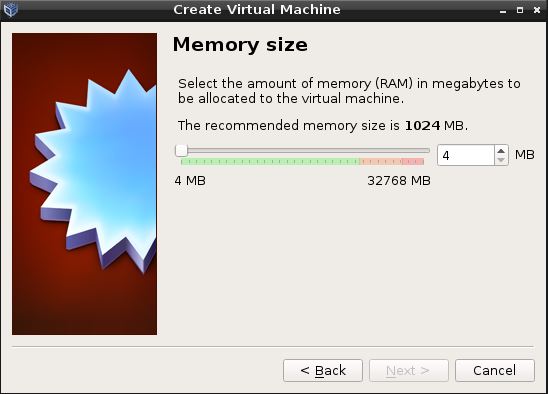 Create Virtual Machine
Memory size
Select the amount of memory (RAM) in megabytes to
be allocated to the virtual machine.
The recommended memory size is 1024 MB.
4 MB
4 MB 32768 MB
< Back Next > Cancel